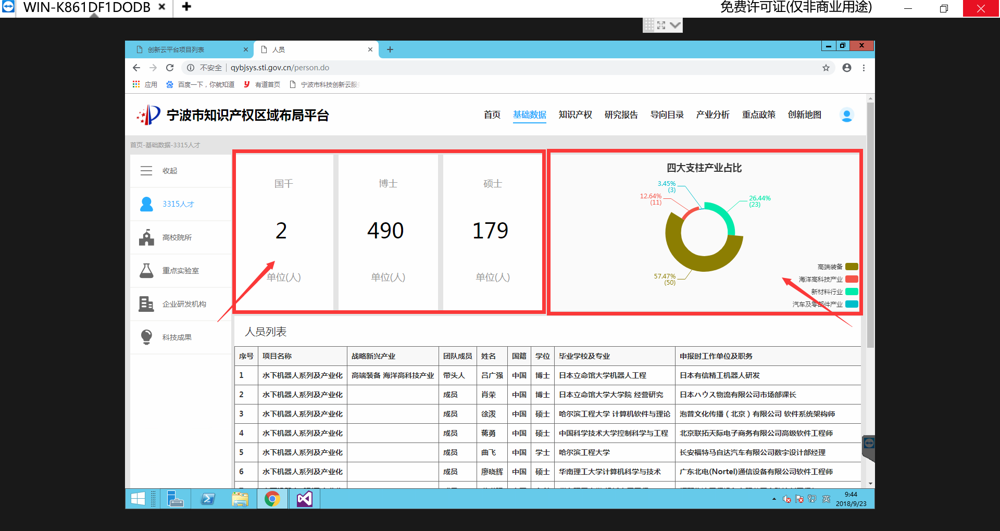 WIN-K861DF1DODB
免费许可证(仅非商业用途)
创新云平台项目列表
人员
不安全 qybjsys.sti.gov.cn/person.do
应用 百度一下，你就知道 有道首页 宁波市科技创新云服
宁波市知识产权区域布局平台
首页 基础数据 知识产权 研究报告 导向目录 产业分析 重点政策 创新地图
首页-基础数据-3315人才
收起
3315人才
高校院所
重点实验室
企业研发机构
科技成果
国千 博士 硕士
2 490 179
单位(人) 单位(人) 单位(人)
四大支柱产业占比
3.45%
(3)
12.64%
(11)
26.44%
(23)
57.47%
(50)
高端装备
海洋高科技产业
新材料行业
汽车及零部件产业
人员列表
序号 项目名称 战略新兴产业 团队成员 姓名 国籍 学位 毕业学校及专业 申报时工作单位及职务
1 水下机器人系列及产业化 高端装备 海洋高科技产业 带头人 吕广强 中国 博士 日本立命馆大学机器人工程 日本有信精工机器人研发
2 水下机器人系列及产业化 成员 肖荣 中国 博士 日本立命馆大学大学院 经营研究 日本ハウス物流有限公司市场部课长
3 水下机器人系列及产业化 成员 徐泼 中国 硕士 哈尔滨工程大学 计算机软件与理论 泡普文化传播（北京）有限公司 软件系统架构师
4 水下机器人系列及产业化 成员 蒋勇 中国 硕士 中国科学技术大学控制科学与工程 北京联拓天际电子商务有限公司高级软件工程师
5 水下机器人系列及产业化 成员 曲飞 中国 学士 哈尔滨工程大学 长安福特马自达汽车有限公司数字设计部经理
6 水下机器人系列及产业化 成员 廖晓辉 中国 硕士 华南理工大学计算机科学与技术 广东北电(Nortel)通信设备有限公司软件工程师
英
9:44
2018/9/23